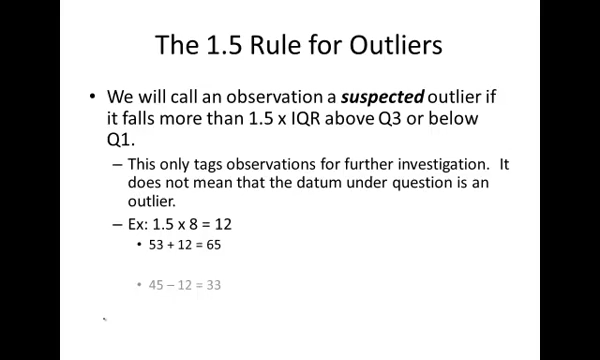 The 1.5 Rule for Outliers
• We will call an observation a suspected outlier if
it falls more than 1.5 x IQR above Q3 or below
Q1.
– This only tags observations for further investigation. It
does not mean that the datum under question is an
outlier.
– Ex: 1.5 x 8 = 12
• 53 + 12 = 65
• 45 – 12 = 33